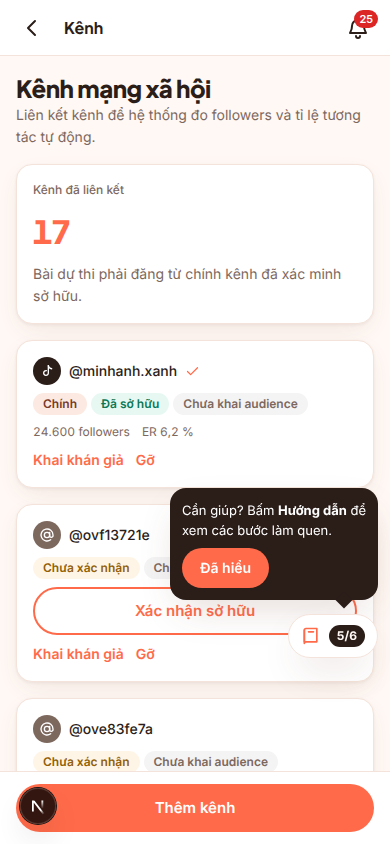 Kênh
25
Kênh mạng xã hội
Liên kết kênh để hệ thống đo followers và tỉ lệ tương
tác tự động.
Kênh đã liên kết
17
Bài dự thi phải đăng từ chính kênh đã xác minh
sở hữu.
@minhanh.xanh
Chính Đã sở hữu Chưa khai audience
24.600 followers ER 6,2 %
Khai khán giả Gỡ
Cần giúp? Bấm Hướng dẫn để
xem các bước làm quen.
Đã hiểu
@ovf13721e
Chưa xác nhận Ch
Xác nhận sở hữu
5/6
Khai khán giả Gỡ
@ove83fe7a
Chưa xác nhận Chưa khai audience
N
Thêm kênh